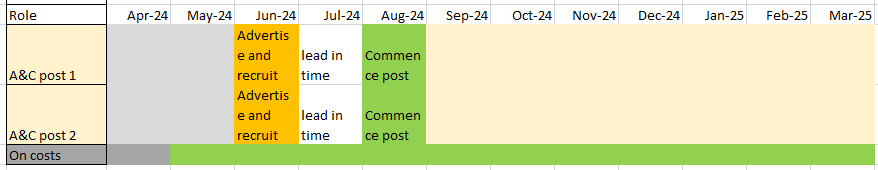 Role Apr-24 May-24 Jun-24 Jul-24 Aug-24 Sep-24 Oct-24 Nov-24 Dec-24 Jan-25 Feb-25 Mar-25
Advertis
e and lead in Commen
A&C post 1 recruit time ce post
Advertis
e and lead in Commen
A&C post 2 recruit time ce post
On costs